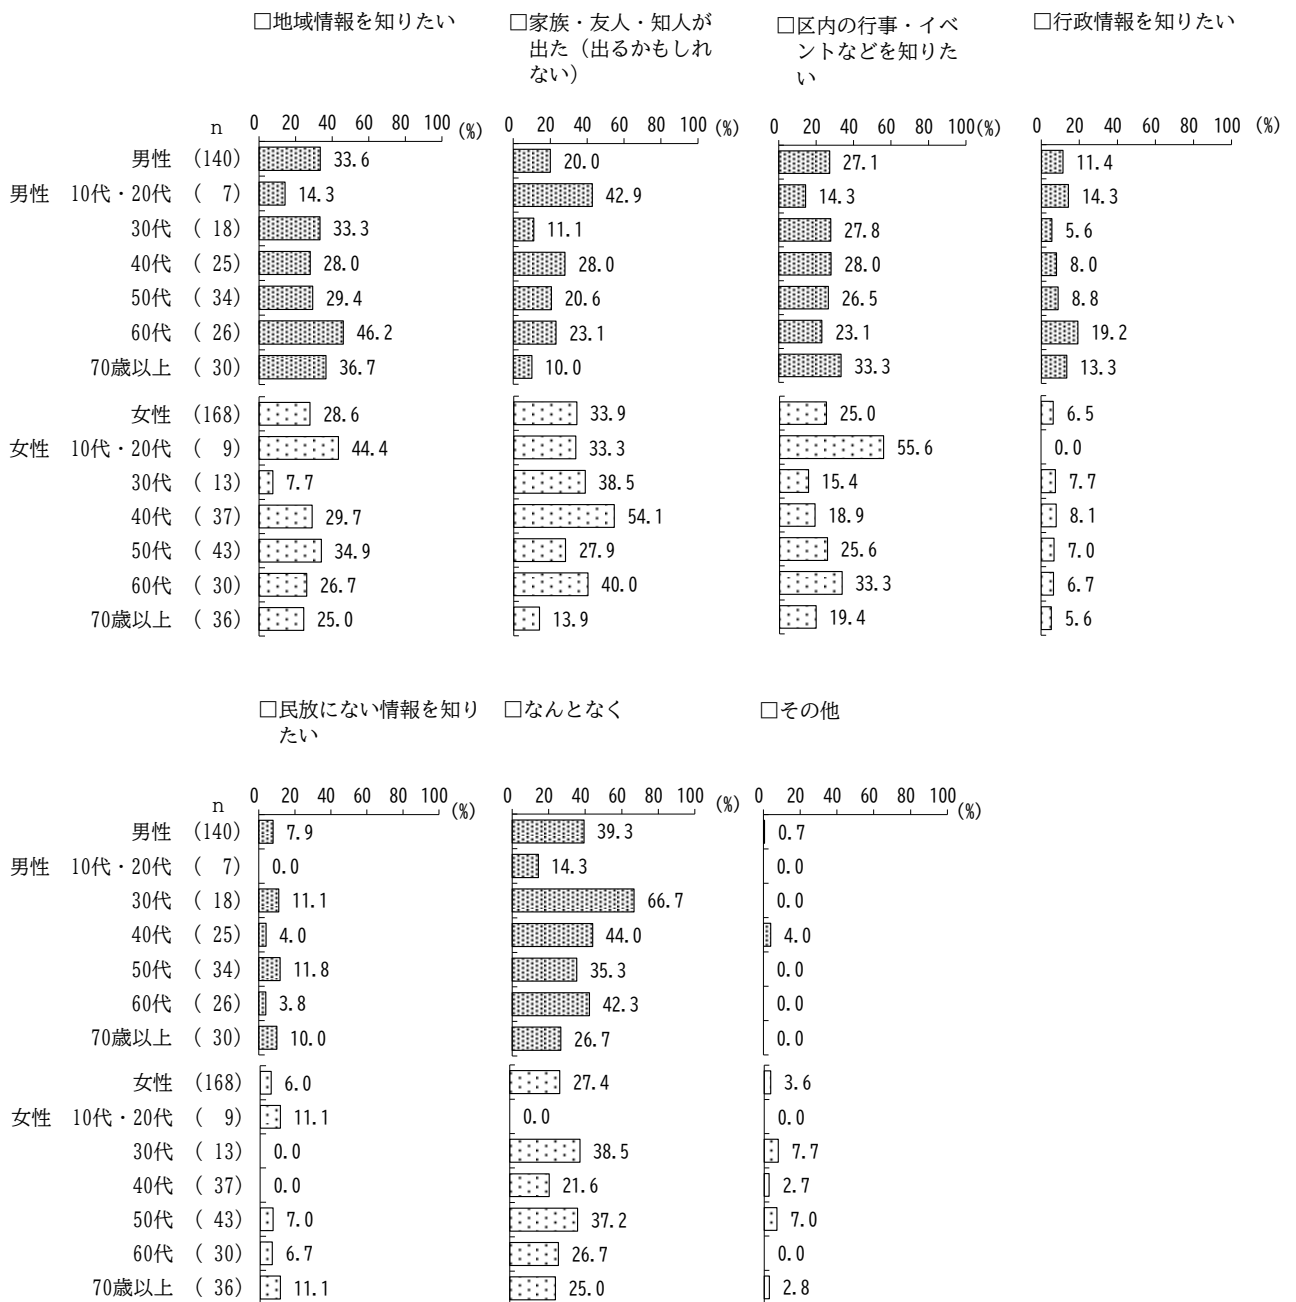 □地域情報を知りたい
□家族・友人・知人が
出た（出るかもしれ
ない）
□区内の行事・イベ
ントなどを知りた
い
□行政情報を知りたい
n 0 20 40 60 80 100 (%) 0 20 40 60 80 100 (%) 0 20 40 60 80 100 (%) 0 20 40 60 80 100 (%)
男性 (140) 33.6 20.0 27.1 11.4
男性 10代・20代 ( 7) 14.3 42.9 14.3 14.3
30代 ( 18) 33.3 11.1 27.8 5.6
40代 ( 25) 28.0 28.0 28.0 8.0
50代 ( 34) 29.4 20.6 26.5 8.8
60代 ( 26) 46.2 23.1 23.1 19.2
70歳以上 ( 30) 36.7 10.0 33.3 13.3
女性 (168) 28.6 33.9 25.0 6.5
女性 10代・20代 ( 9) 44.4 33.3 55.6 0.0
30代 ( 13) 7.7 38.5 15.4 7.7
40代 ( 37) 29.7 54.1 18.9 8.1
50代 ( 43) 34.9 27.9 25.6 7.0
60代 ( 30) 26.7 40.0 33.3 6.7
70歳以上 ( 36) 25.0 13.9 19.4 5.6
□民放にない情報を知り
たい
□なんとなく
□その他
n 0 20 40 60 80 100 (%) 0 20 40 60 80 100 (%) 0 20 40 60 80 100 (%)
男性 (140) 7.9 39.3 0.7
男性 10代・20代 ( 7) 0.0 14.3 0.0
30代 ( 18) 11.1 66.7 0.0
40代 ( 25) 4.0 44.0 4.0
50代 ( 34) 11.8 35.3 0.0
60代 ( 26) 3.8 42.3 0.0
70歳以上 ( 30) 10.0 26.7 0.0
女性 (168) 6.0 27.4 3.6
女性 10代・20代 ( 9) 11.1 0.0 0.0
30代 ( 13) 0.0 38.5 7.7
40代 ( 37) 0.0 21.6 2.7
50代 ( 43) 7.0 37.2 7.0
60代 ( 30) 6.7 26.7 0.0
70歳以上 ( 36) 11.1 25.0 2.8